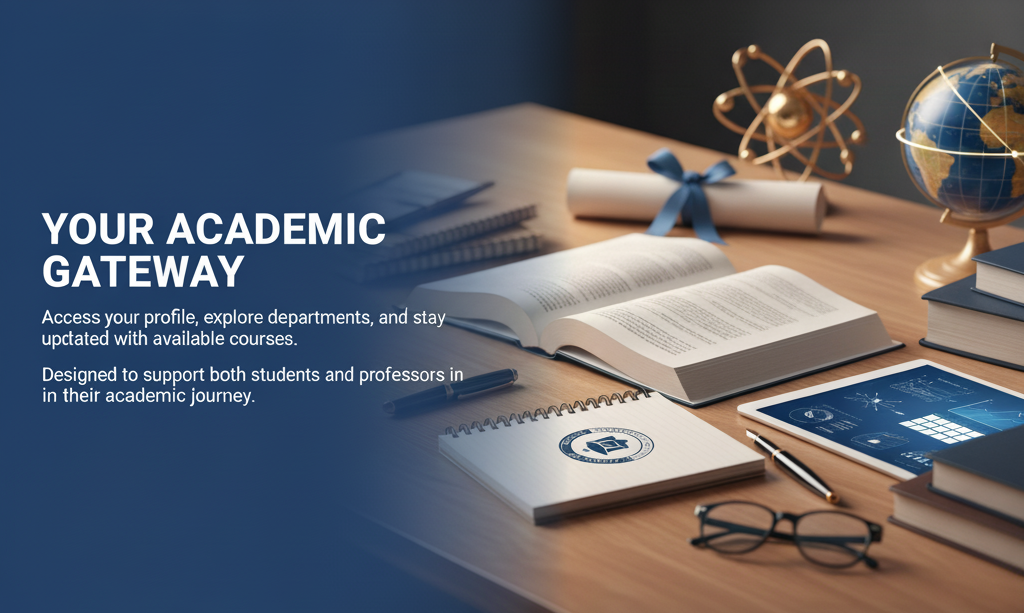 YOUR ACADEMIC
GATEWAY
Access your profile, explore departments, and stay
updated with available courses.
Designed to support both students and professors in
in their academic journey.